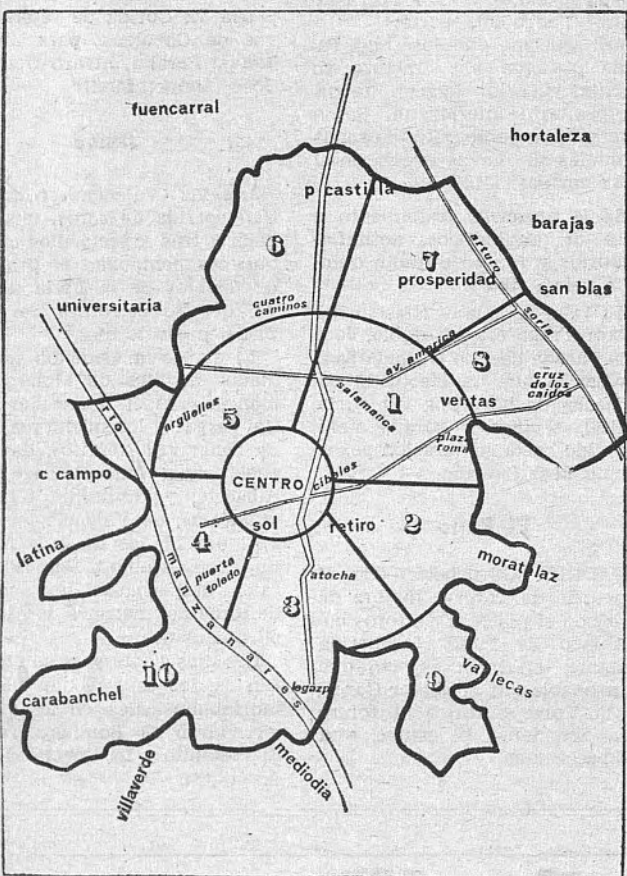 fuencarral
hortaleza
p castilla
barajas
6
7
arturo
prosperidad
san blas
universitaria
cuatro
caminos
soria
av. america
8
cruz
de los
caidos
salamanca
1
ventas
argüelles
5
plaza
roma
río
CENTRO
cibeles
c campo
sol
retiro
2
4
latina
puerta
toledo
manzanares
atocha
moratalaz
3
10
9
vallecas
carabanchel
legazpi
mediodia
villaverde